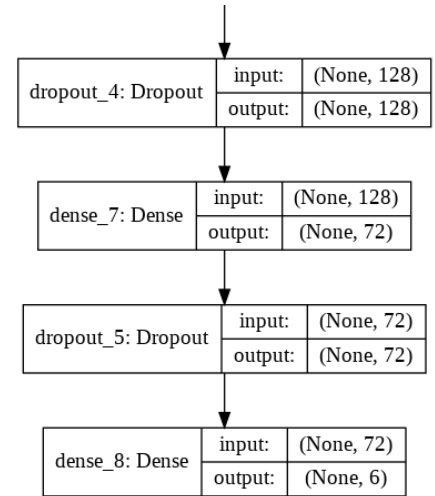 dropout_4: Dropout
input: (None, 128)
output: (None, 128)
dense_7: Dense
input: (None, 128)
output: (None, 72)
dropout_5: Dropout
input: (None, 72)
output: (None, 72)
dense_8: Dense
input: (None, 72)
output: (None, 6)